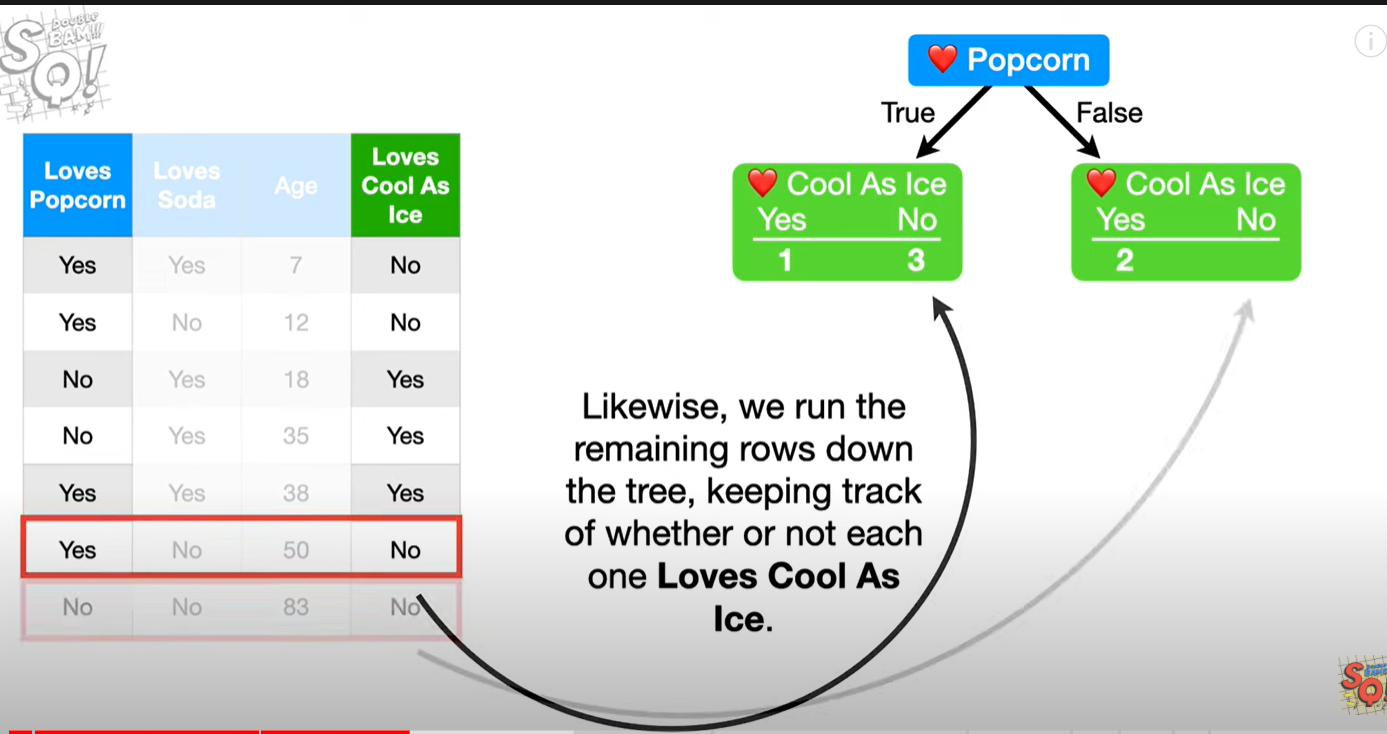 DOUBLE
BAM!!!
SQ!
❤️ Popcorn
True False
Loves Popcorn Loves Soda Age Loves Cool As Ice
Yes Yes 7 No
Yes No 12 No
No Yes 18 Yes
No Yes 35 Yes
Yes Yes 38 Yes
Yes No 50 No
No No 83 No
❤️ Cool As Ice
Yes No
1 3
❤️ Cool As Ice
Yes No
2
Likewise, we run the
remaining rows down
the tree, keeping track
of whether or not each
one Loves Cool As
Ice.
i
SQ!